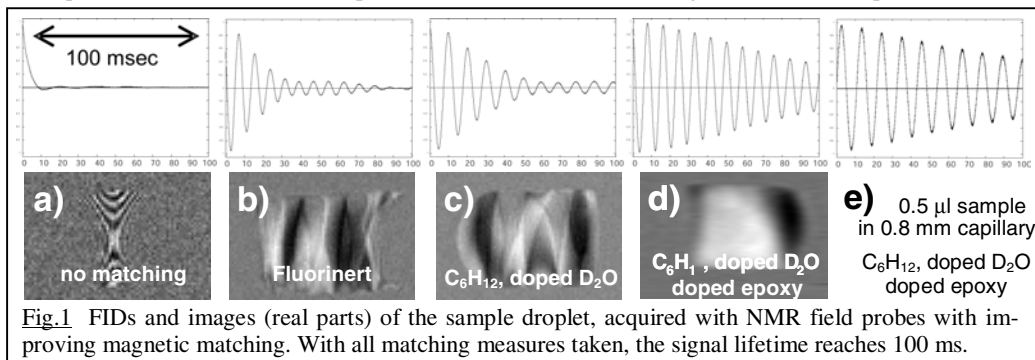 100 msec
0 10 20 30 40 50 60 70 80 90 100
0 10 20 30 40 50 60 70 80 90 100
0 10 20 30 40 50 60 70 80 90 100
0 10 20 30 40 50 60 70 80 90 100
0 10 20 30 40 50 60 70 80 90 100
a)
no matching
b)
Fluorinert
c)
C₆H₁₂, doped D₂O
d)
C₆H₁ , doped D₂O
doped epoxy
e)
0.5 µl sample
in 0.8 mm capillary
C₆H₁₂, doped D₂O
doped epoxy
Fig.1 FIDs and images (real parts) of the sample droplet, acquired with NMR field probes with im-
proving magnetic matching. With all matching measures taken, the signal lifetime reaches 100 ms.